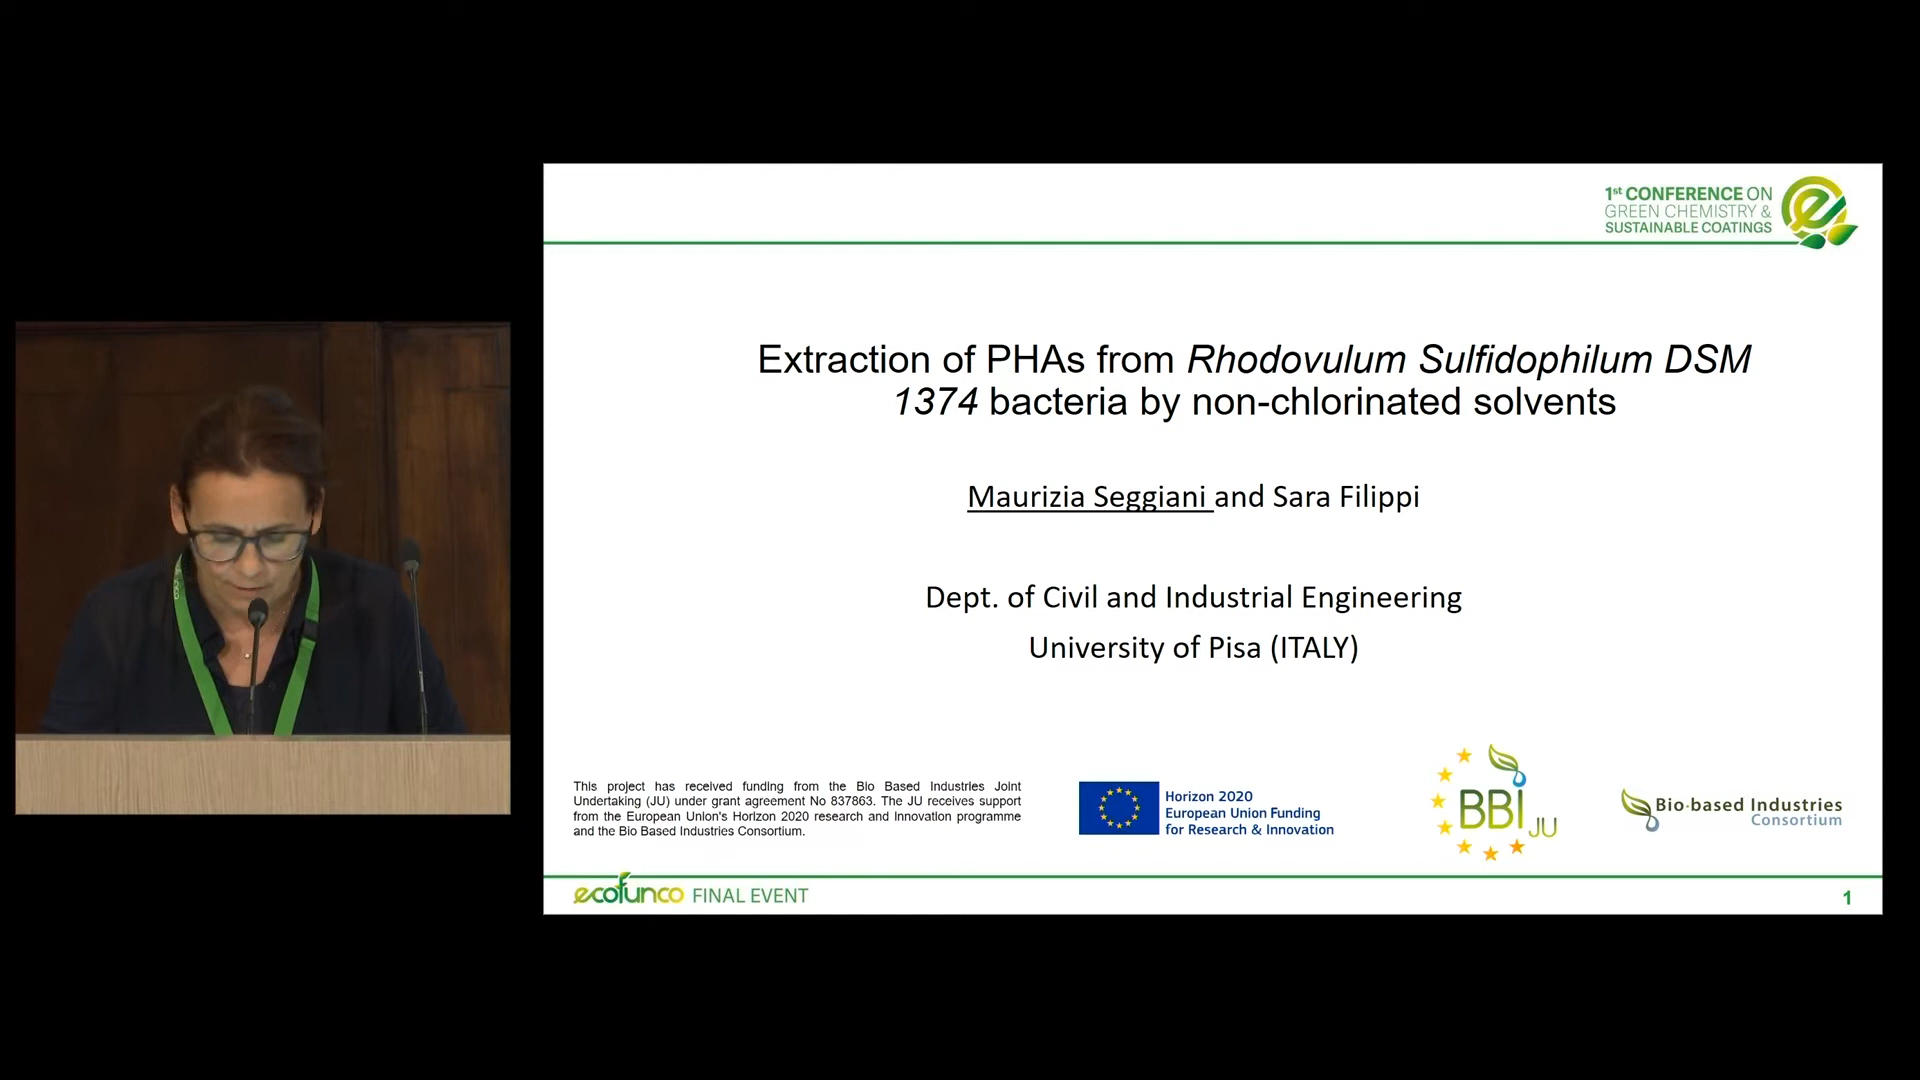 1st CONFERENCE ON
GREEN CHEMISTRY &
SUSTAINABLE COATINGS
Extraction of PHAs from Rhodovulum Sulfidophilum DSM
1374 bacteria by non-chlorinated solvents
Maurizia Seggiani and Sara Filippi
Dept. of Civil and Industrial Engineering
University of Pisa (ITALY)
This project has received funding from the Bio Based Industries Joint
Undertaking (JU) under grant agreement No 837863. The JU receives support
from the European Union's Horizon 2020 research and Innovation programme
and the Bio Based Industries Consortium.
Horizon 2020
European Union Funding
for Research & Innovation
BBI JU
Bio-based Industries
Consortium
ecofunco FINAL EVENT
1